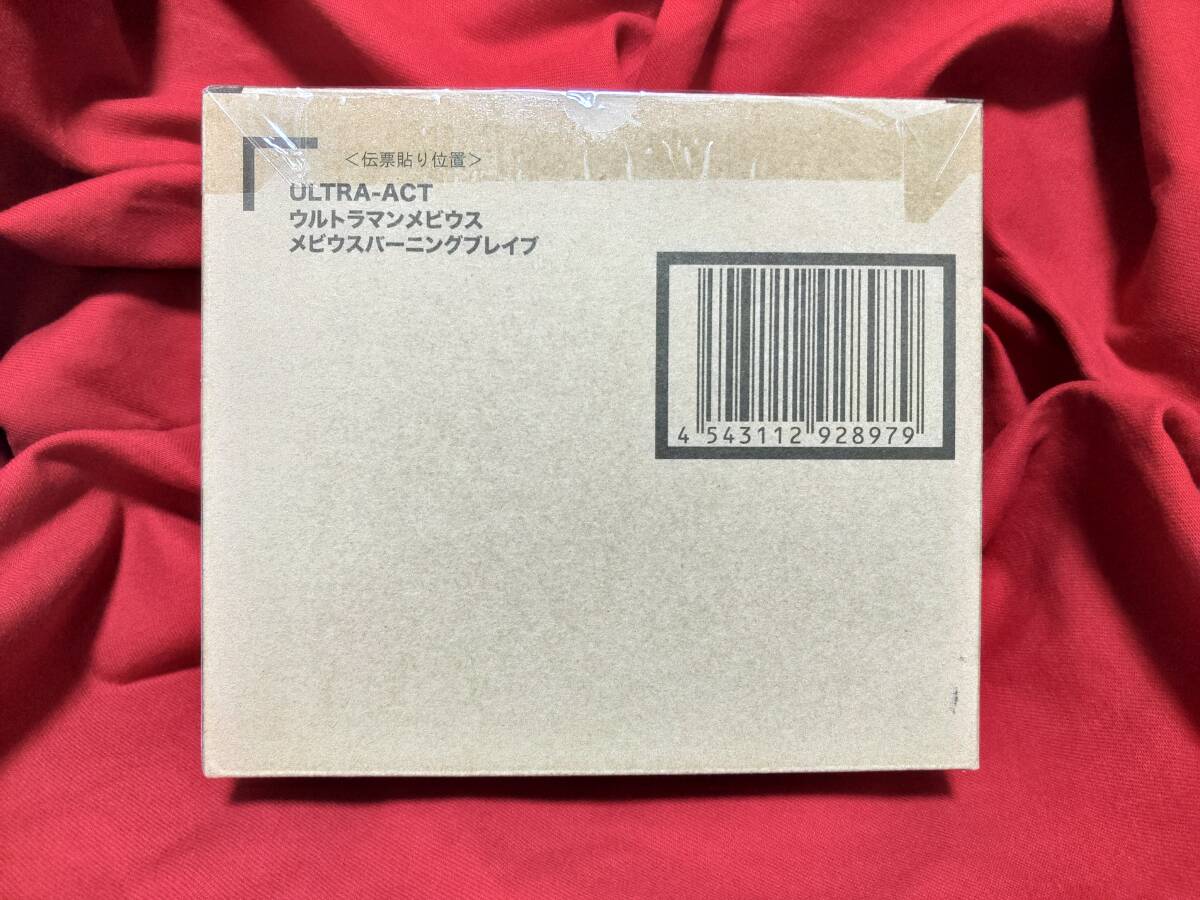 ＜伝票貼り位置＞
ULTRA-ACT
ウルトラマンメビウス
メビウスバーニングブレイブ
4 543112 928979